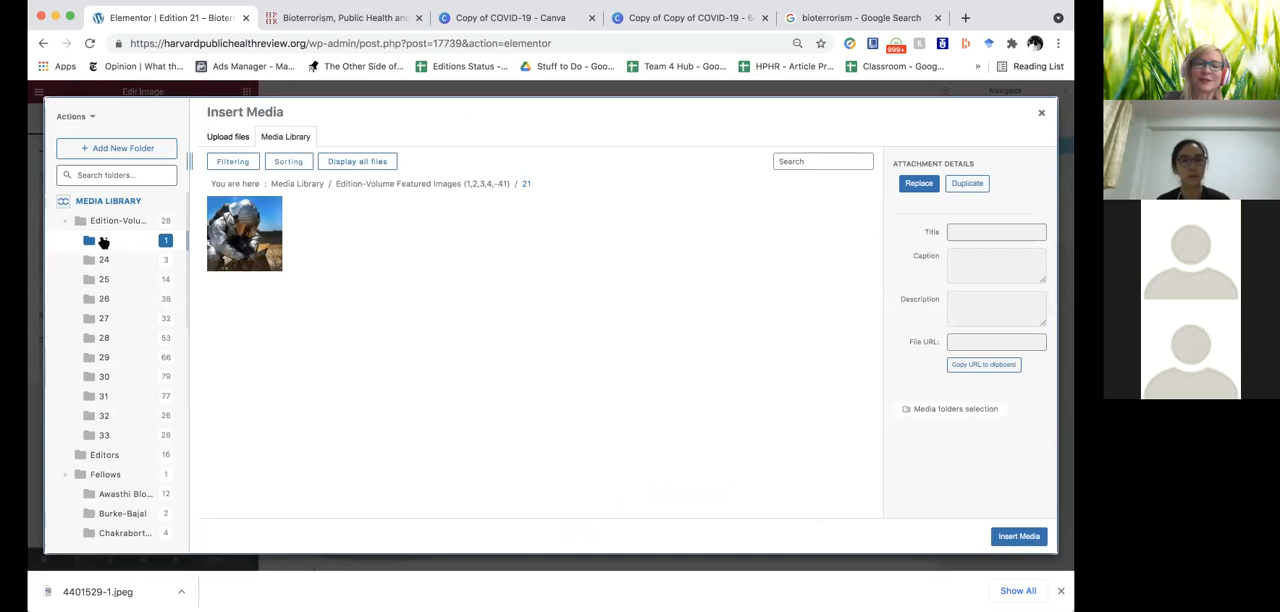 Elementor | Edition 21 – Bioterr
Bioterrorism, Public Health and
Copy of COVID-19 - Canva
Copy of Copy of COVID-19 - 6
bioterrorism - Google Search
https://harvardpublichealthreview.org/wp-admin/post.php?post=17739&action=elementor
999+
Apps
Opinion | What th...
Ads Manager - Ma...
The Other Side of...
Editions Status -...
Stuff to Do - Goo...
Team 4 Hub - Goo...
HPHR - Article Pr...
Classroom - Goog...
»
Reading List
Edit Image
Navigator
Actions
Insert Media
Upload files
Media Library
+ Add New Folder
Filtering
Sorting
Display all files
Search
ATTACHMENT DETAILS
Search folders...
You are here : Media Library / Edition-Volume Featured Images (1,2,3,4,-41) / 21
Replace
Duplicate
MEDIA LIBRARY
Edition-Volu... 28
1
24 3
25 14
26 38
27 32
28 53
29 66
30 79
31 77
32 26
33 28
Editors 16
Fellows 1
Awasthi Blo... 12
Burke-Bajal 2
Chakrabort... 4
Title
Caption
Description
File URL:
Copy URL to clipboard
Media folders selection
Insert Media
4401529-1.jpeg
Show All